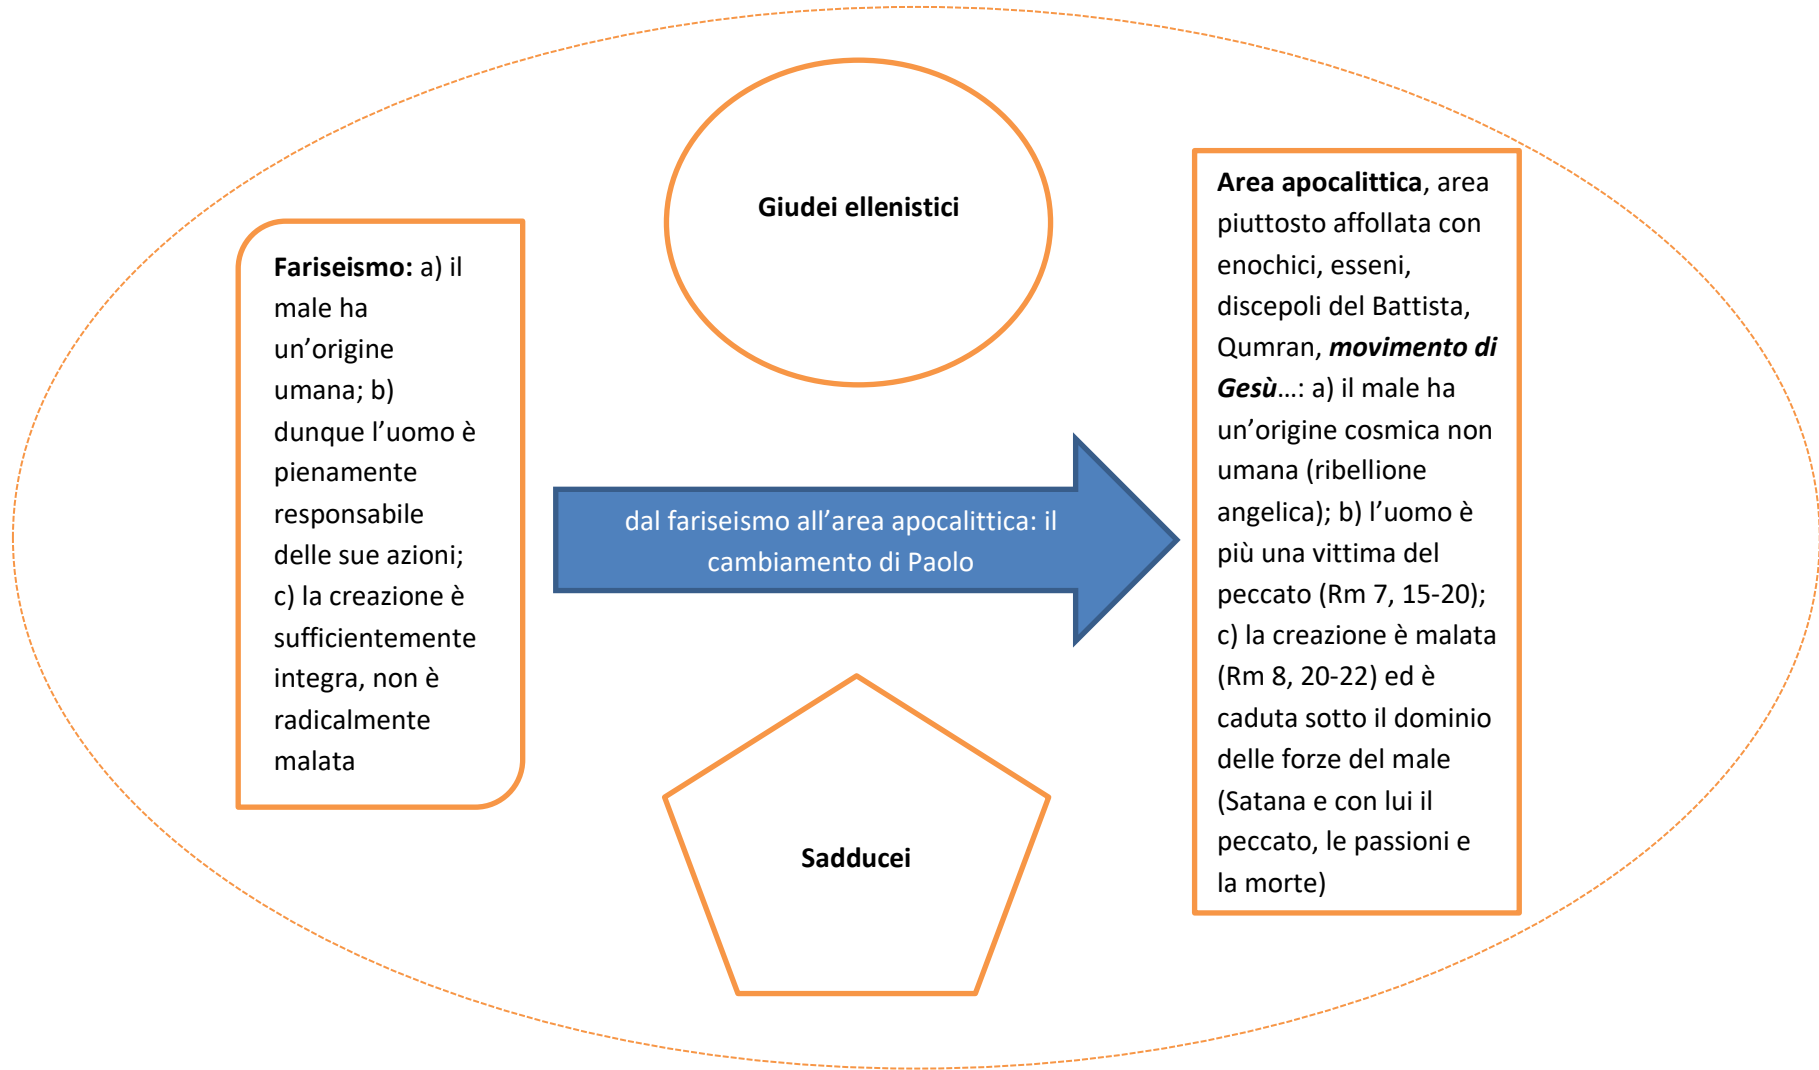 Giudei ellenistici
Fariseismo: a) il
male ha
un’origine
umana; b)
dunque l’uomo è
pienamente
responsabile
delle sue azioni;
c) la creazione è
sufficientemente
integra, non è
radicalmente
malata
dal fariseismo all’area apocalittica: il
cambiamento di Paolo
Area apocalittica, area
piuttosto affollata con
enochici, esseni,
discepoli del Battista,
Qumran, movimento di
Gesù…: a) il male ha
un’origine cosmica non
umana (ribellione
angelica); b) l’uomo è
più una vittima del
peccato (Rm 7, 15-20);
c) la creazione è malata
(Rm 8, 20-22) ed è
caduta sotto il dominio
delle forze del male
(Satana e con lui il
peccato, le passioni e
la morte)
Sadducei